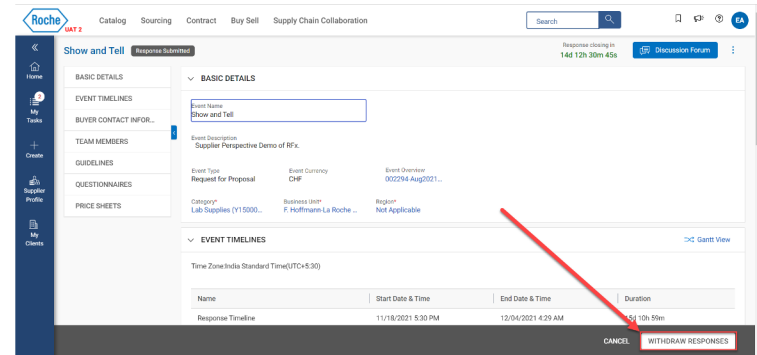 Roche
UAT 2
Catalog Sourcing Contract Buy Sell Supply Chain Collaboration
Search
EA
Show and Tell Response Submitted
Response closing in
14d 12h 30m 45s
Discussion Forum
Home
2
My
Tasks
Create
Supplier
Profile
My
Clients
BASIC DETAILS
EVENT TIMELINES
BUYER CONTACT INFOR...
TEAM MEMBERS
GUIDELINES
QUESTIONNAIRES
PRICE SHEETS
BASIC DETAILS
Event Name
Show and Tell
Event Description
Supplier Perspective Demo of RFx.
Event Type Event Currency Event Overview
Request for Proposal CHF 002294-Aug2021...
Category* Business Unit* Region*
Lab Supplies (Y15000... F. Hoffmann-La Roche ... Not Applicable
EVENT TIMELINES
Gantt View
Time Zone:India Standard Time(UTC+5:30)
Name Start Date & Time End Date & Time Duration
Response Timeline 11/18/2021 5:30 PM 12/04/2021 4:29 AM 15d 10h 59m
CANCEL WITHDRAW RESPONSES